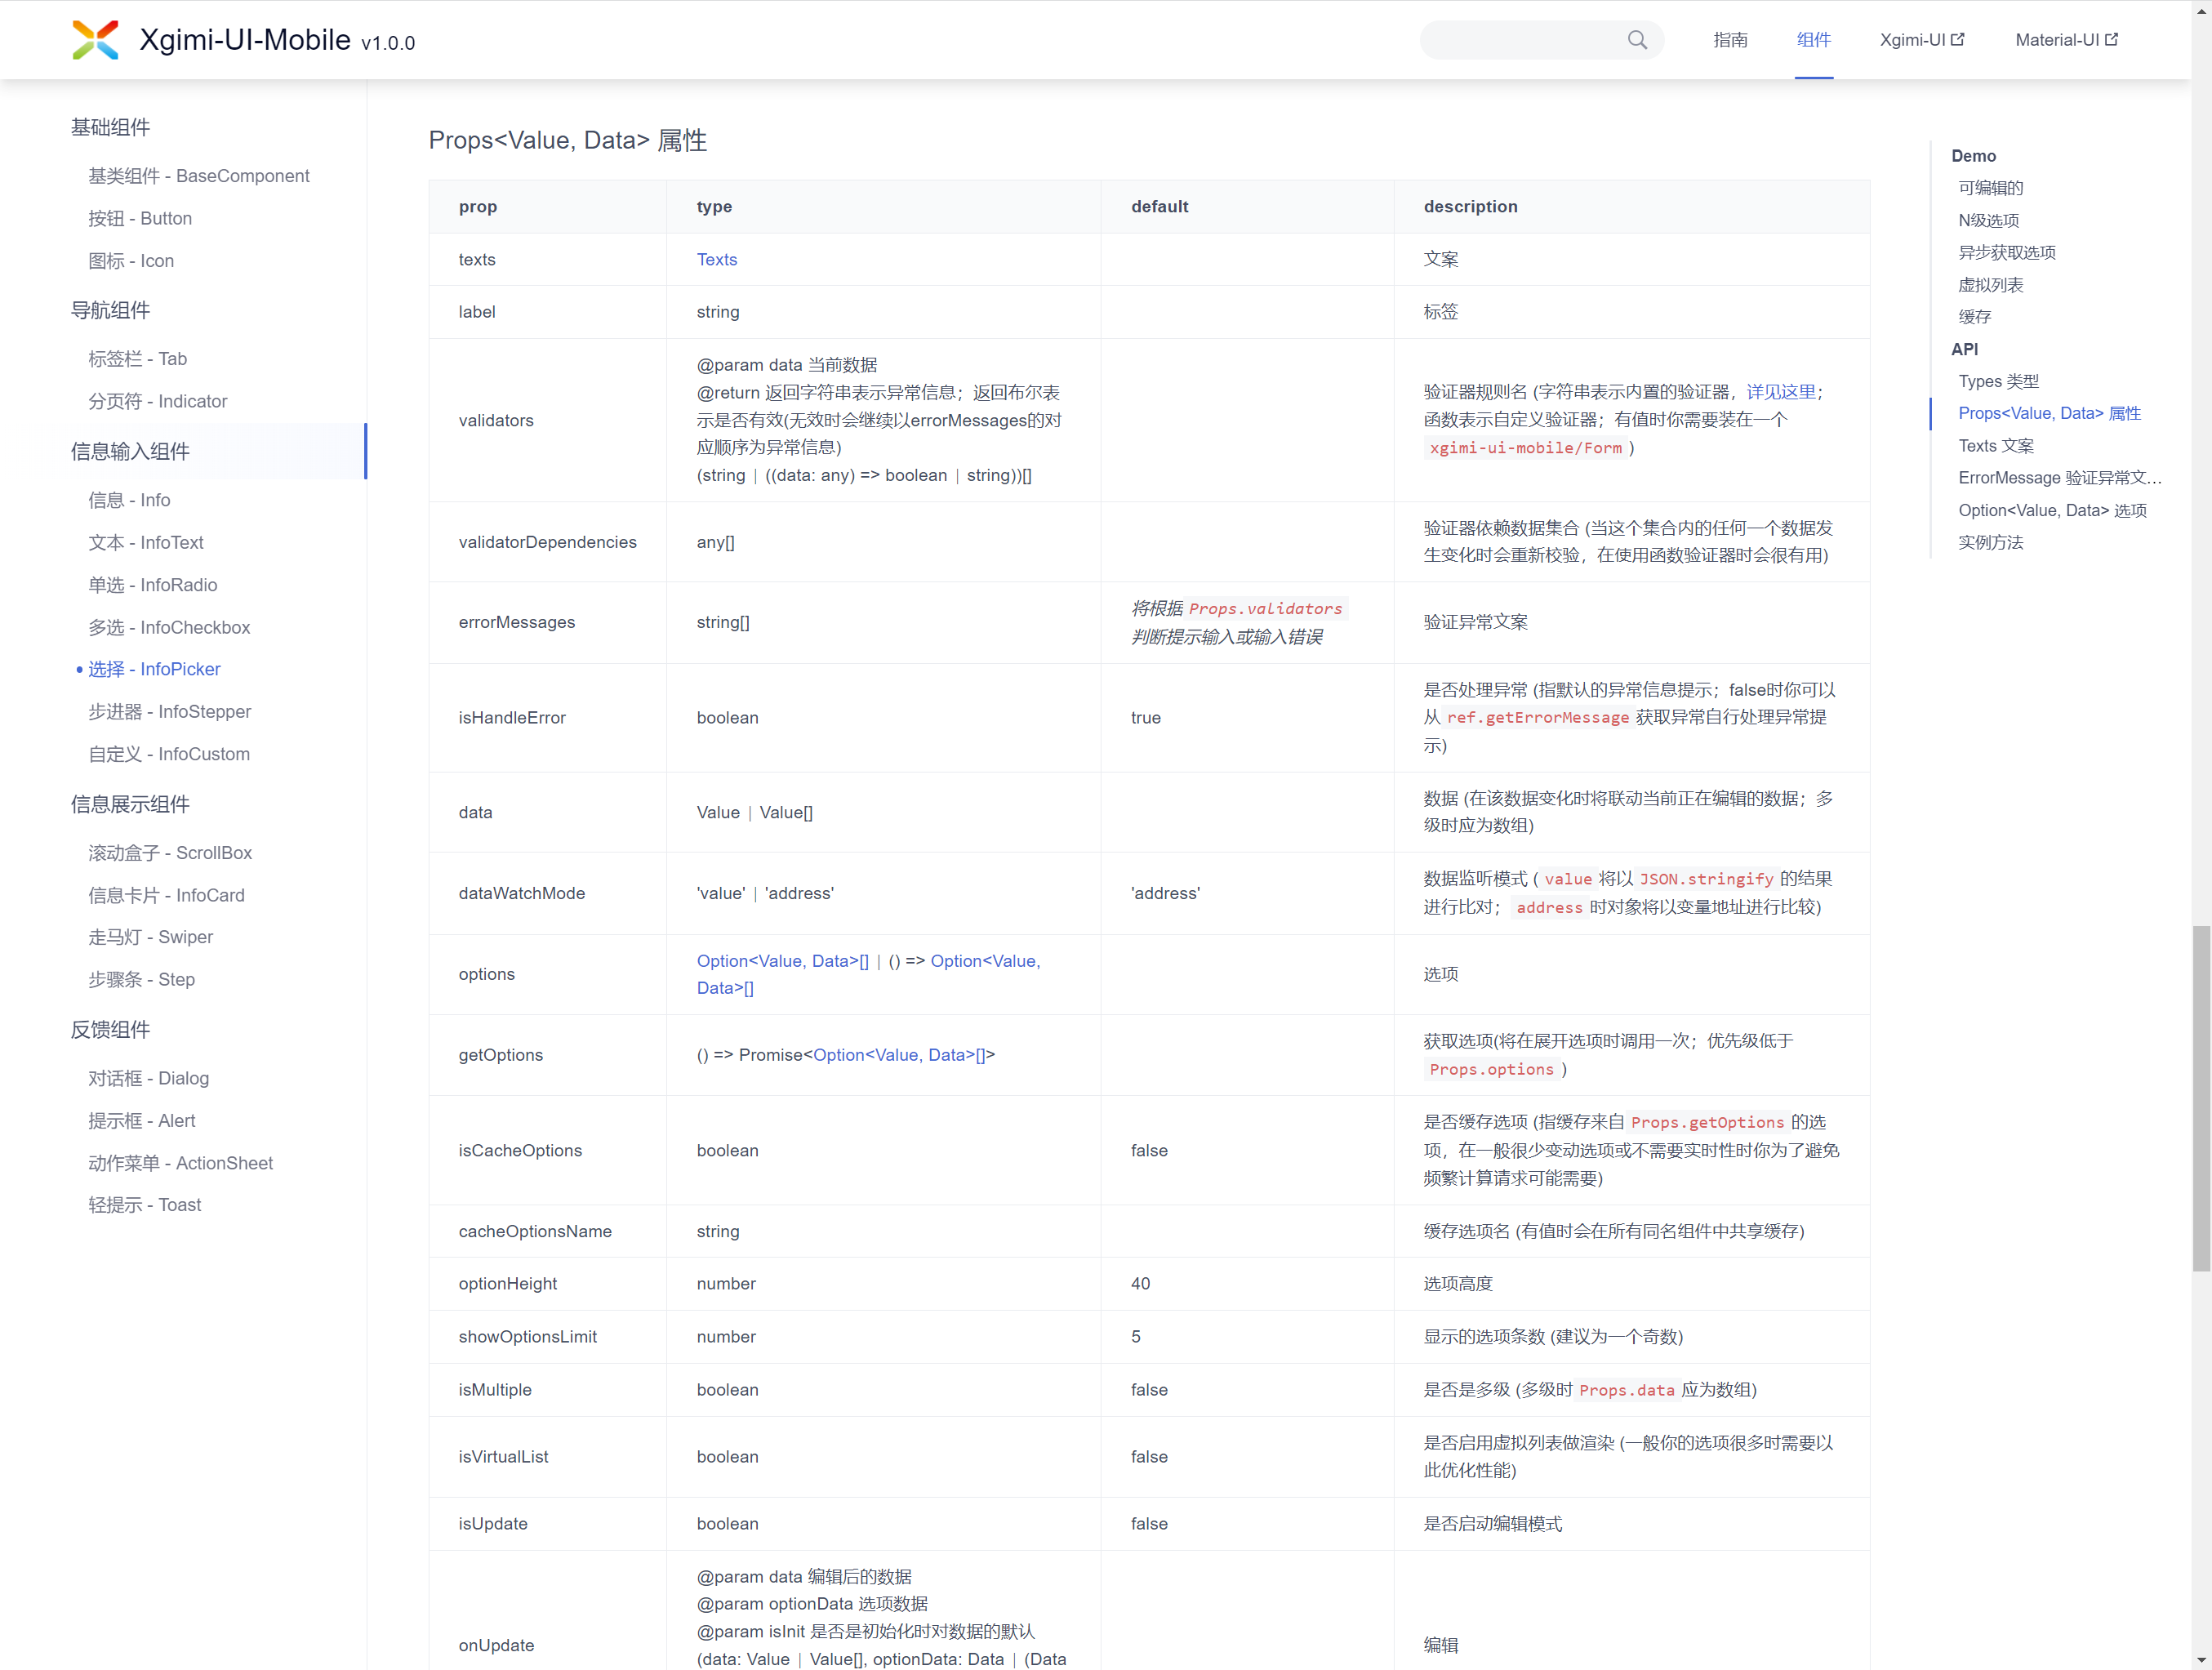 Xgimi-UI-Mobile v1.0.0
指南
组件
Xgimi-UI
Material-UI
基础组件
基类组件 - BaseComponent
按钮 - Button
图标 - Icon
导航组件
标签栏 - Tab
分页符 - Indicator
信息输入组件
信息 - Info
文本 - InfoText
单选 - InfoRadio
多选 - InfoCheckbox
选择 - InfoPicker
步进器 - InfoStepper
自定义 - InfoCustom
信息展示组件
滚动盒子 - ScrollBox
信息卡片 - InfoCard
走马灯 - Swiper
步骤条 - Step
反馈组件
对话框 - Dialog
提示框 - Alert
动作菜单 - ActionSheet
轻提示 - Toast
Props<Value, Data> 属性
prop type default description
texts Texts 文案
label string 标签
validators
@param data 当前数据
@return 返回字符串表示异常信息；返回布尔表
示是否有效(无效时会继续以errorMessages的对
应顺序为异常信息)
(string | ((data: any) => boolean | string))[]
验证器规则名 (字符串表示内置的验证器，详见这里；
函数表示自定义验证器；有值时你需要装在一个
xgimi-ui-mobile/Form )
validatorDependencies any[]
验证器依赖数据集合 (当这个集合内的任何一个数据发
生变化时会重新校验，在使用函数验证器时会很有用)
errorMessages string[]
将根据 Props.validators
判断提示输入或输入错误
验证异常文案
isHandleError boolean true
是否处理异常 (指默认的异常信息提示；false时你可以
从 ref.getErrorMessage 获取异常自行处理异常提
示)
data Value | Value[]
数据 (在该数据变化时将联动当前正在编辑的数据；多
级时应为数组)
dataWatchMode 'value' | 'address' 'address'
数据监听模式 ( value 将以 JSON.stringify 的结果
进行比对； address 时对象将以变量地址进行比较)
options
Option<Value, Data>[] | () => Option<Value,
Data>[]
选项
getOptions () => Promise<Option<Value, Data>[]>
获取选项(将在展开选项时调用一次；优先级低于
Props.options )
isCacheOptions boolean false
是否缓存选项 (指缓存来自 Props.getOptions 的选
项，在一般很少变动选项或不需要实时性时你为了避免
频繁计算请求可能需要)
cacheOptionsName string 缓存选项名 (有值时会在所有同名组件中共享缓存)
optionHeight number 40 选项高度
showOptionsLimit number 5 显示的选项条数 (建议为一个奇数)
isMultiple boolean false 是否是多级 (多级时 Props.data 应为数组)
isVirtualList boolean false
是否启用虚拟列表做渲染 (一般你的选项很多时需要以
此优化性能)
isUpdate boolean false 是否启动编辑模式
onUpdate
@param data 编辑后的数据
@param optionData 选项数据
@param isInit 是否是初始化时对数据的默认
(data: Value | Value[], optionData: Data | (Data
编辑
Demo
可编辑的
N级选项
异步获取选项
虚拟列表
缓存
API
Types 类型
Props<Value, Data> 属性
Texts 文案
ErrorMessage 验证异常文...
Option<Value, Data> 选项
实例方法